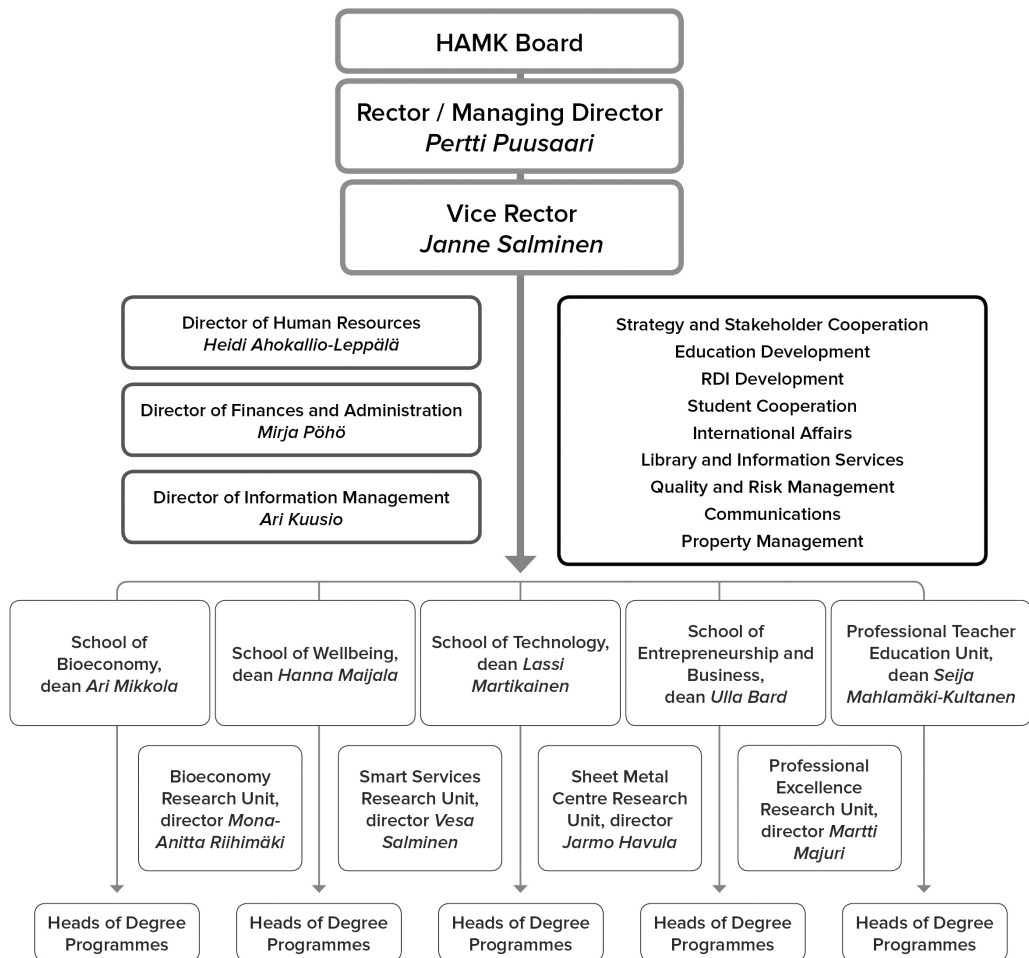 HAMK Board
Rector / Managing Director
Pertti Puusaari
Vice Rector
Janne Salminen
Director of Human Resources
Heidi Ahokallio-Leppälä
Director of Finances and Administration
Mirja Pöhö
Director of Information Management
Ari Kuusio
Strategy and Stakeholder Cooperation
Education Development
RDI Development
Student Cooperation
International Affairs
Library and Information Services
Quality and Risk Management
Communications
Property Management
School of
Bioeconomy,
dean Ari Mikkola
School of Wellbeing,
dean Hanna Maijala
School of Technology,
dean Lassi
Martikainen
School of
Entrepreneurship and
Business,
dean Ulla Bard
Professional Teacher
Education Unit,
dean Seija
Mahlamäki-Kultanen
Bioeconomy
Research Unit,
director Mona-
Anitta Riihimäki
Smart Services
Research Unit,
director Vesa
Salminen
Sheet Metal
Centre Research
Unit, director
Jarmo Havula
Professional
Excellence
Research Unit,
director Martti
Majuri
Heads of Degree
Programmes
Heads of Degree
Programmes
Heads of Degree
Programmes
Heads of Degree
Programmes
Heads of Degree
Programmes